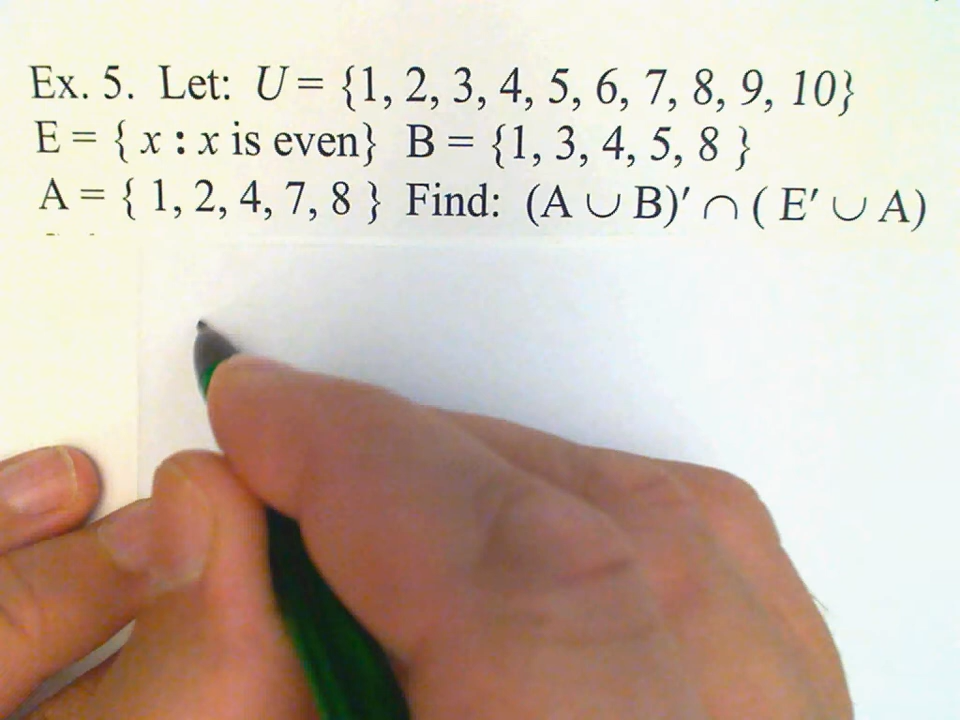 Ex. 5. Let: U = {1, 2, 3, 4, 5, 6, 7, 8, 9, 10}
E = { x : x is even} B = {1, 3, 4, 5, 8 }
A = { 1, 2, 4, 7, 8 } Find: (A ∪ B)′ ∩ ( E′ ∪ A)